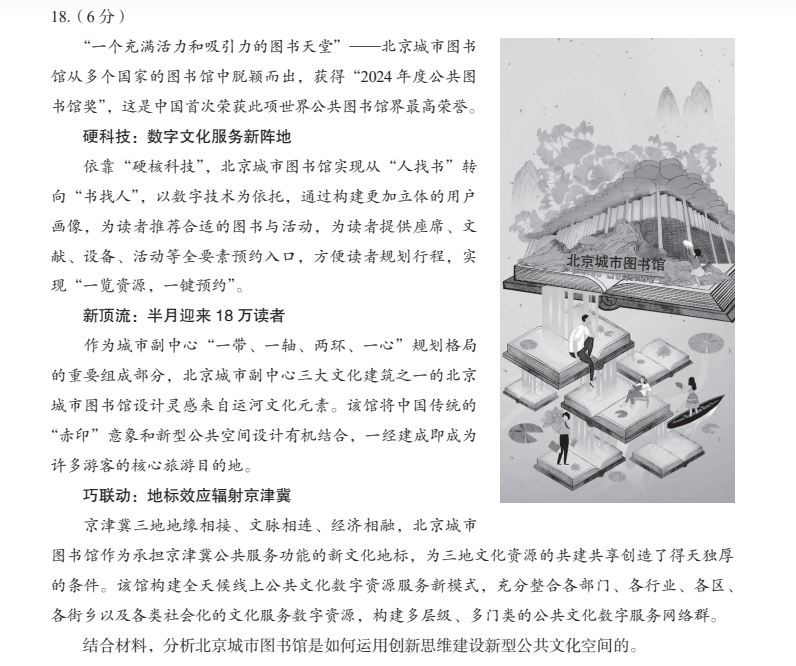 18.（6 分）
“一个充满活力和吸引力的图书天堂”——北京城市图书
馆从多个国家的图书馆中脱颖而出，获得“2024 年度公共图
书馆奖”，这是中国首次荣获此项世界公共图书馆界最高荣誉。
硬科技：数字文化服务新阵地
依靠“硬核科技”，北京城市图书馆实现从“人找书”转
向“书找人”，以数字技术为依托，通过构建更加立体的用户
画像，为读者推荐合适的图书与活动，为读者提供座席、文
献、设备、活动等全要素预约入口，方便读者规划行程，实
现“一览资源，一键预约”。
新顶流：半月迎来 18 万读者
作为城市副中心“一带、一轴、两环、一心”规划格局
的重要组成部分，北京城市副中心三大文化建筑之一的北京
城市图书馆设计灵感来自运河文化元素。该馆将中国传统的
“赤印”意象和新型公共空间设计有机结合，一经建成即成为
许多游客的核心旅游目的地。
巧联动：地标效应辐射京津冀
京津冀三地地缘相接、文脉相连、经济相融，北京城市
图书馆作为承担京津冀公共服务功能的新文化地标，为三地文化资源的共建共享创造了得天独厚
的条件。该馆构建全天候线上公共文化数字资源服务新模式，充分整合各部门、各行业、各区、
各街乡以及各类社会化的文化服务数字资源，构建多层级、多门类的公共文化数字服务网络群。
结合材料，分析北京城市图书馆是如何运用创新思维建设新型公共文化空间的。
北京城市图书馆